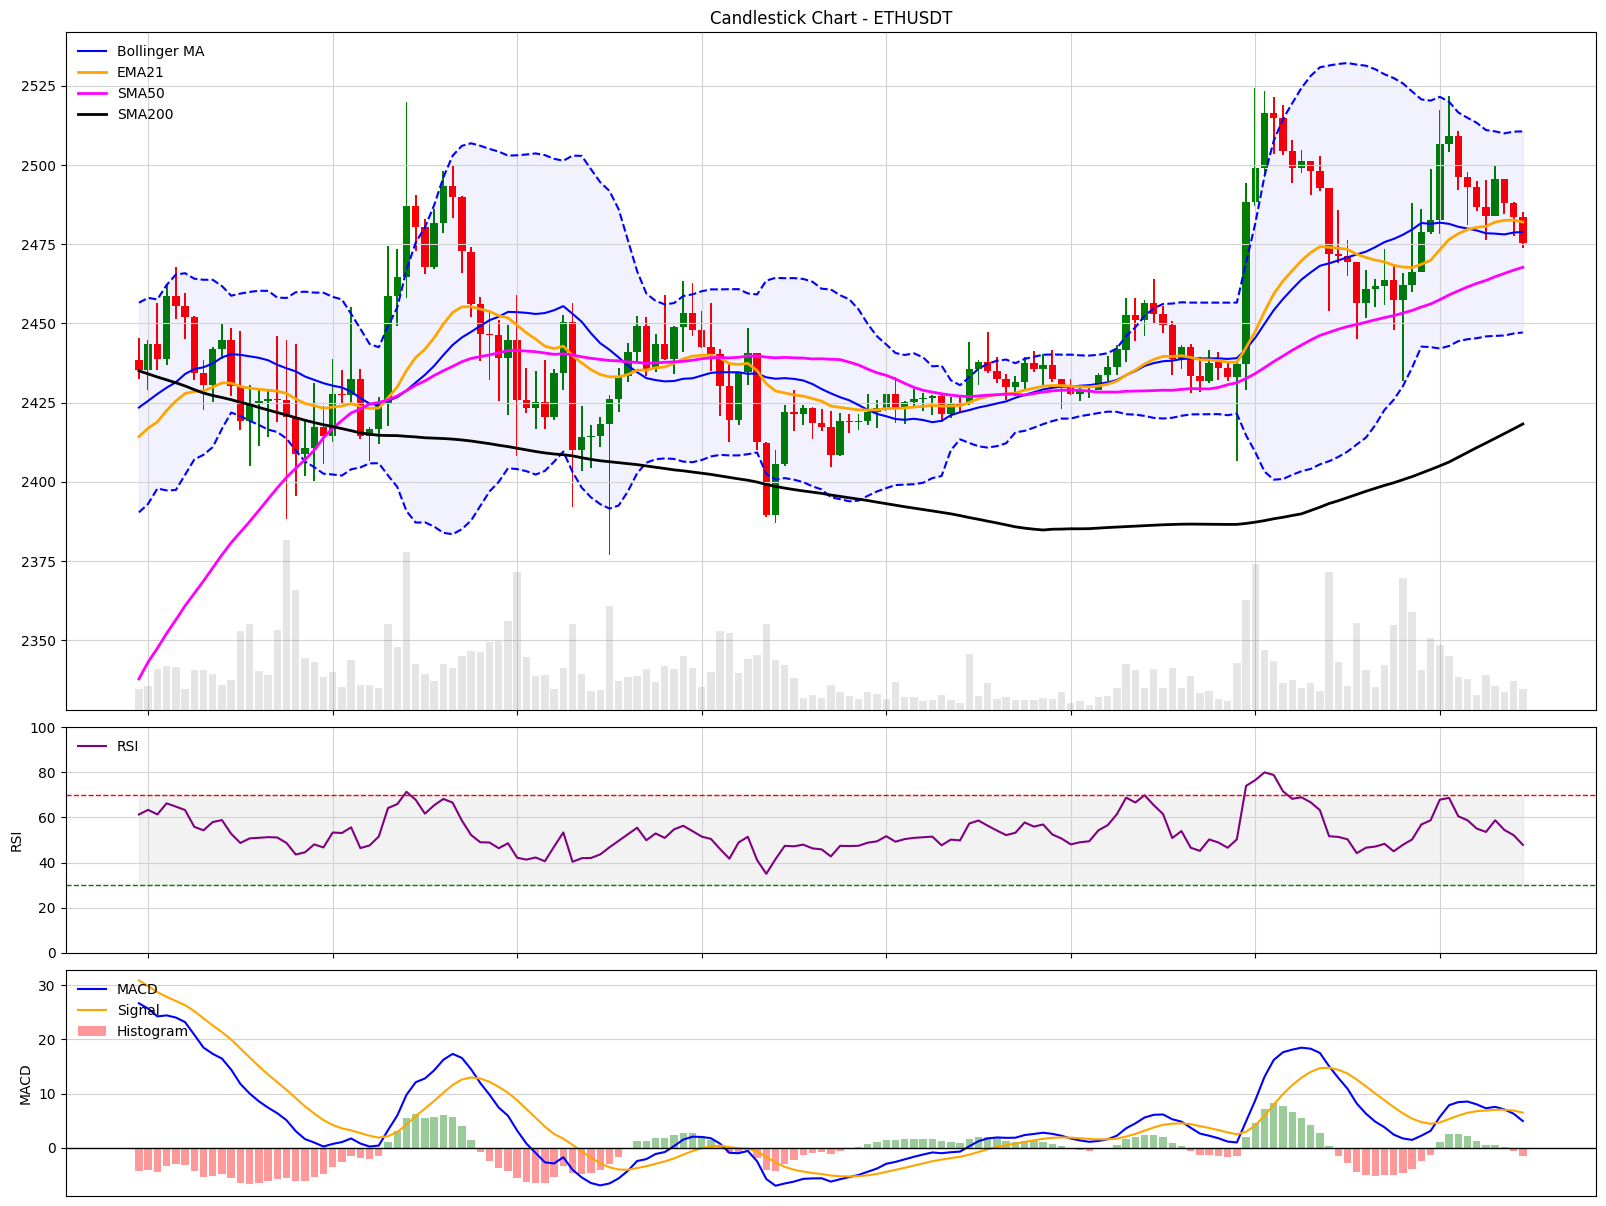 Candlestick Chart - ETHUSDT
Bollinger MA
EMA21
SMA50
SMA200
2525
2500
2475
2450
2425
2400
2375
2350
RSI
100
80
60
40
20
0
RSI
MACD
Signal
Histogram
30
20
10
0
MACD